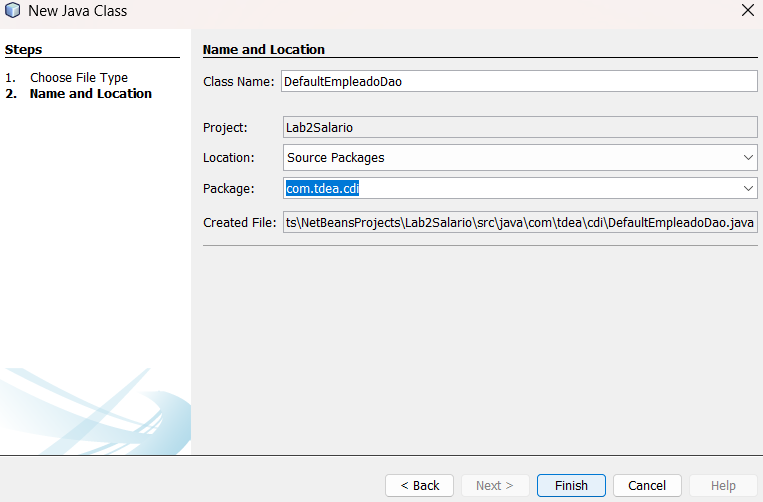 New Java Class
Steps
1. Choose File Type
2. Name and Location
Name and Location
Class Name: DefaultEmpleadoDao
Project: Lab2Salario
Location: Source Packages
Package: com.tdea.cdi
Created File: ts\NetBeansProjects\Lab2Salario\src\java\com\tdea\cdi\DefaultEmpleadoDao.java
< Back Next > Finish Cancel Help